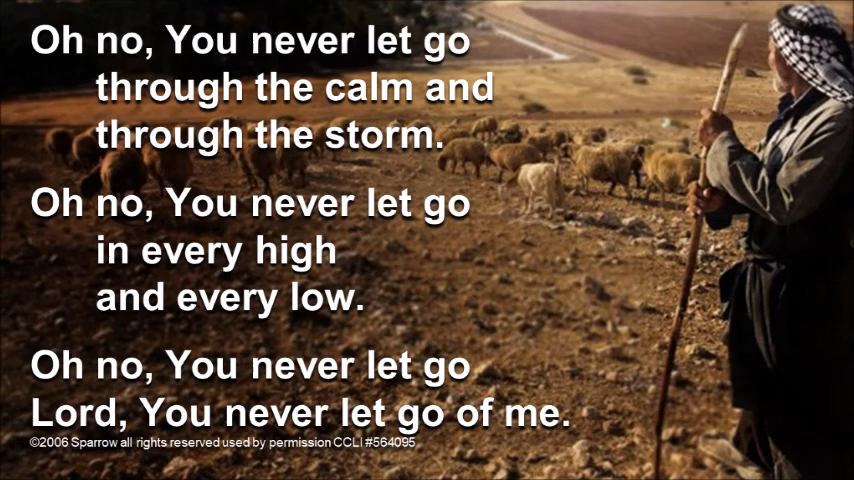 Oh no, You never let go
through the calm and
through the storm.
Oh no, You never let go
in every high
and every low.
Oh no, You never let go
Lord, You never let go of me.
©2006 Sparrow all rights reserved used by permission CCLI #564095